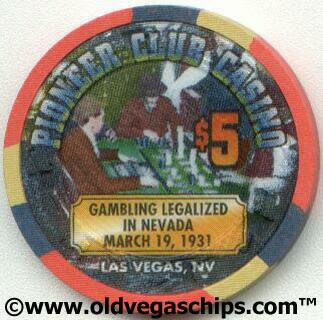 PIONEER CLUB CASINO
$5
GAMBLING LEGALIZED
IN NEVADA
MARCH 19, 1931
LAS VEGAS, NV
©www.oldvegaschips.com™